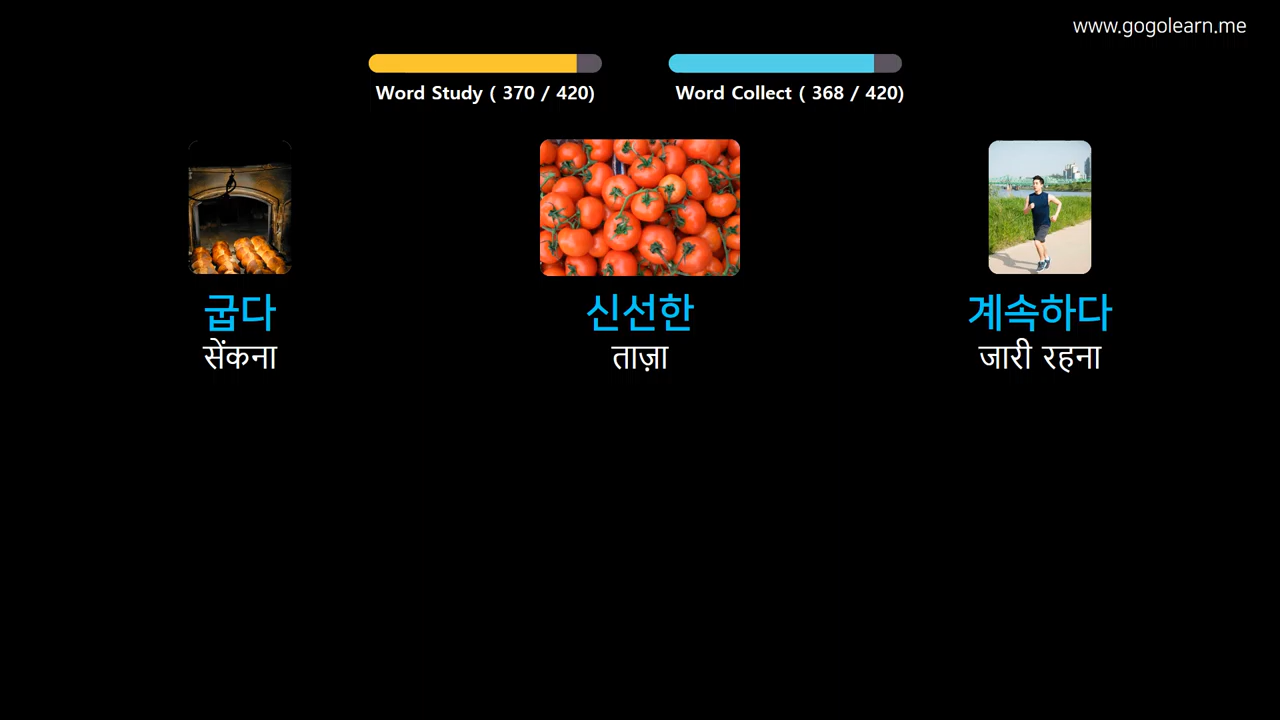 www.gogolearn.me
Word Study ( 370 / 420)
Word Collect ( 368 / 420)
굽다
सेंकना
신선한
ताज़ा
계속하다
जारी रहना